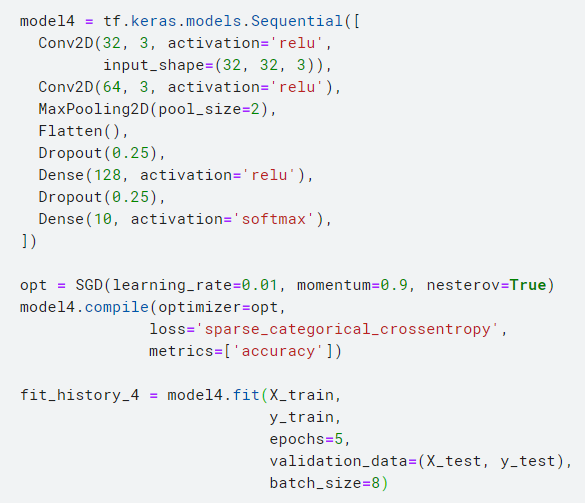 model4 = tf.keras.models.Sequential([
  Conv2D(32, 3, activation='relu',
         input_shape=(32, 32, 3)),
  Conv2D(64, 3, activation='relu'),
  MaxPooling2D(pool_size=2),
  Flatten(),
  Dropout(0.25),
  Dense(128, activation='relu'),
  Dropout(0.25),
  Dense(10, activation='softmax'),
])

opt = SGD(learning_rate=0.01, momentum=0.9, nesterov=True)
model4.compile(optimizer=opt,
              loss='sparse_categorical_crossentropy',
              metrics=['accuracy'])

fit_history_4 = model4.fit(X_train,
                           y_train,
                           epochs=5,
                           validation_data=(X_test, y_test),
                           batch_size=8)